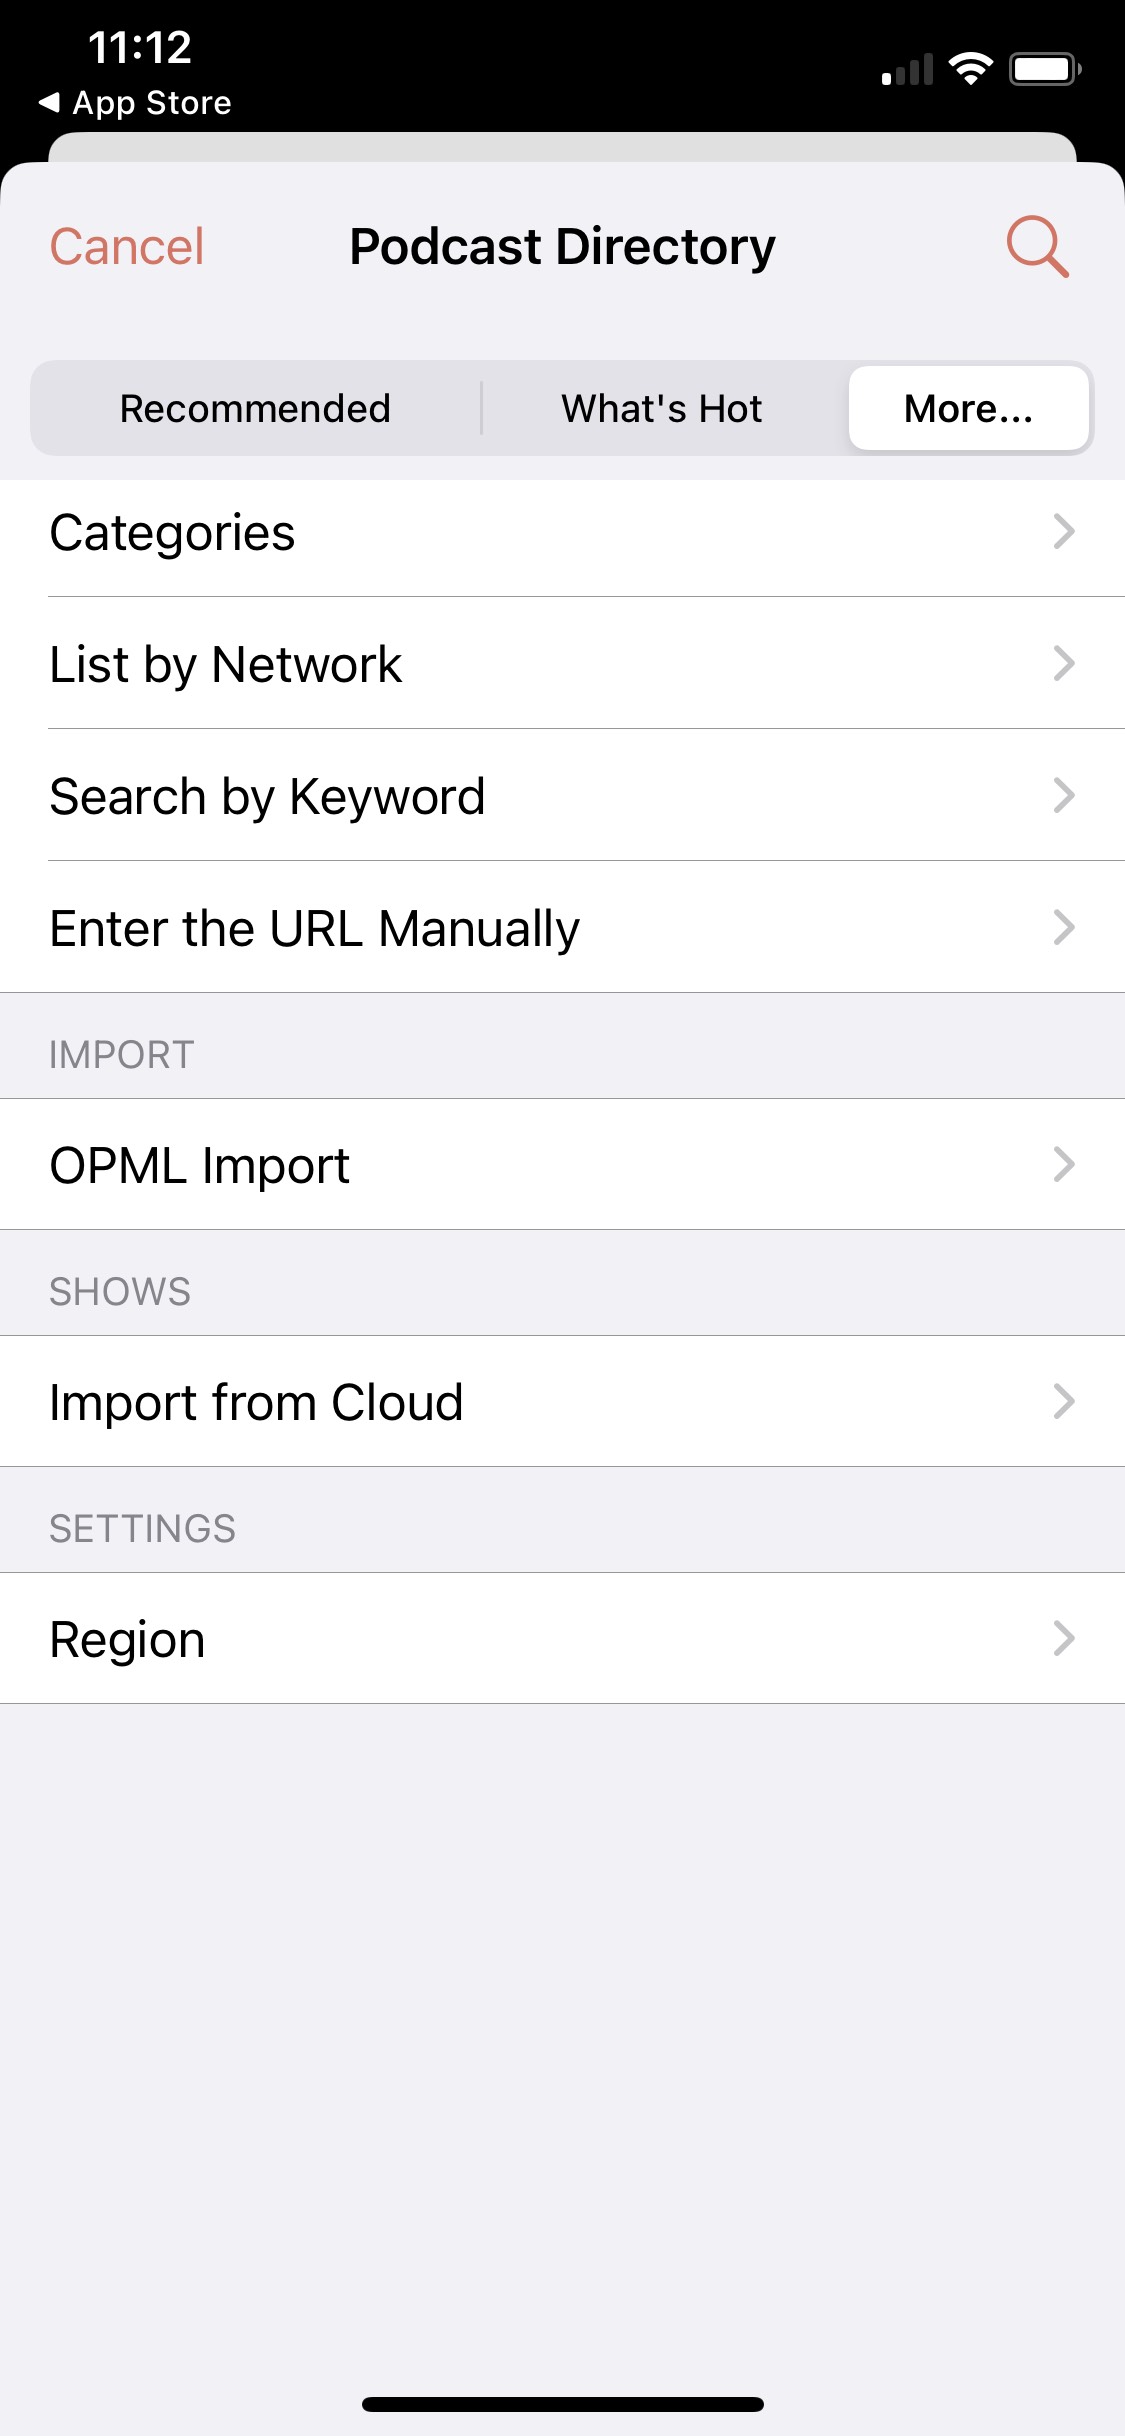 11:12
◀ App Store
Cancel
Podcast Directory
Recommended
What's Hot
More...
Categories
List by Network
Search by Keyword
Enter the URL Manually
IMPORT
OPML Import
SHOWS
Import from Cloud
SETTINGS
Region